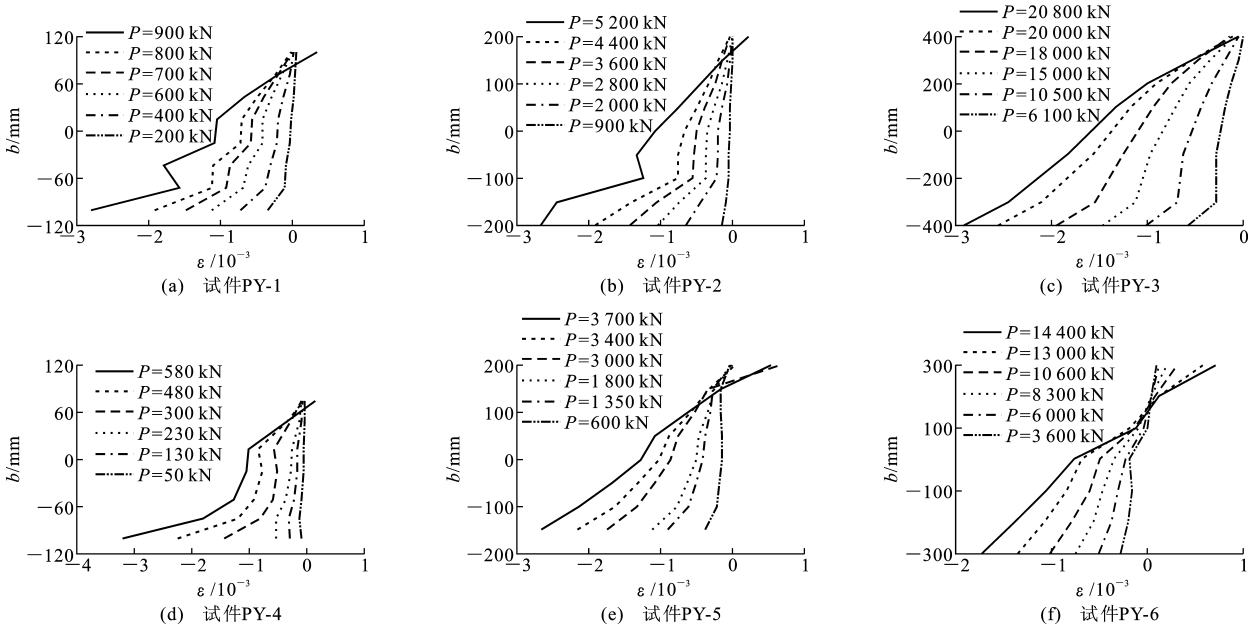 P=900 kN
P=800 kN
P=700 kN
P=600 kN
P=400 kN
P=200 kN
120
60
0
−60
−120
b/mm
−3
−2
−1
0
1
ε/10⁻³
(a) 试件PY-1
P=5 200 kN
P=4 400 kN
P=3 600 kN
P=2 800 kN
P=2 000 kN
P=900 kN
200
100
0
−100
−200
b/mm
−3
−2
−1
0
1
ε/10⁻³
(b) 试件PY-2
P=20 800 kN
P=20 000 kN
P=18 000 kN
P=15 000 kN
P=10 500 kN
P=6 100 kN
400
200
0
−200
−400
b/mm
−3
−2
−1
0
ε/10⁻³
(c) 试件PY-3
P=580 kN
P=480 kN
P=300 kN
P=230 kN
P=130 kN
P=50 kN
120
60
0
−60
−120
b/mm
−4
−3
−2
−1
0
1
ε/10⁻³
(d) 试件PY-4
P=3 700 kN
P=3 400 kN
P=3 000 kN
P=1 800 kN
P=1 350 kN
P=600 kN
200
100
0
−100
−200
b/mm
−3
−2
−1
0
1
ε/10⁻³
(e) 试件PY-5
P=14 400 kN
P=13 000 kN
P=10 600 kN
P=8 300 kN
P=6 000 kN
P=3 600 kN
300
100
−100
−300
b/mm
−2
−1
0
1
ε/10⁻³
(f) 试件PY-6